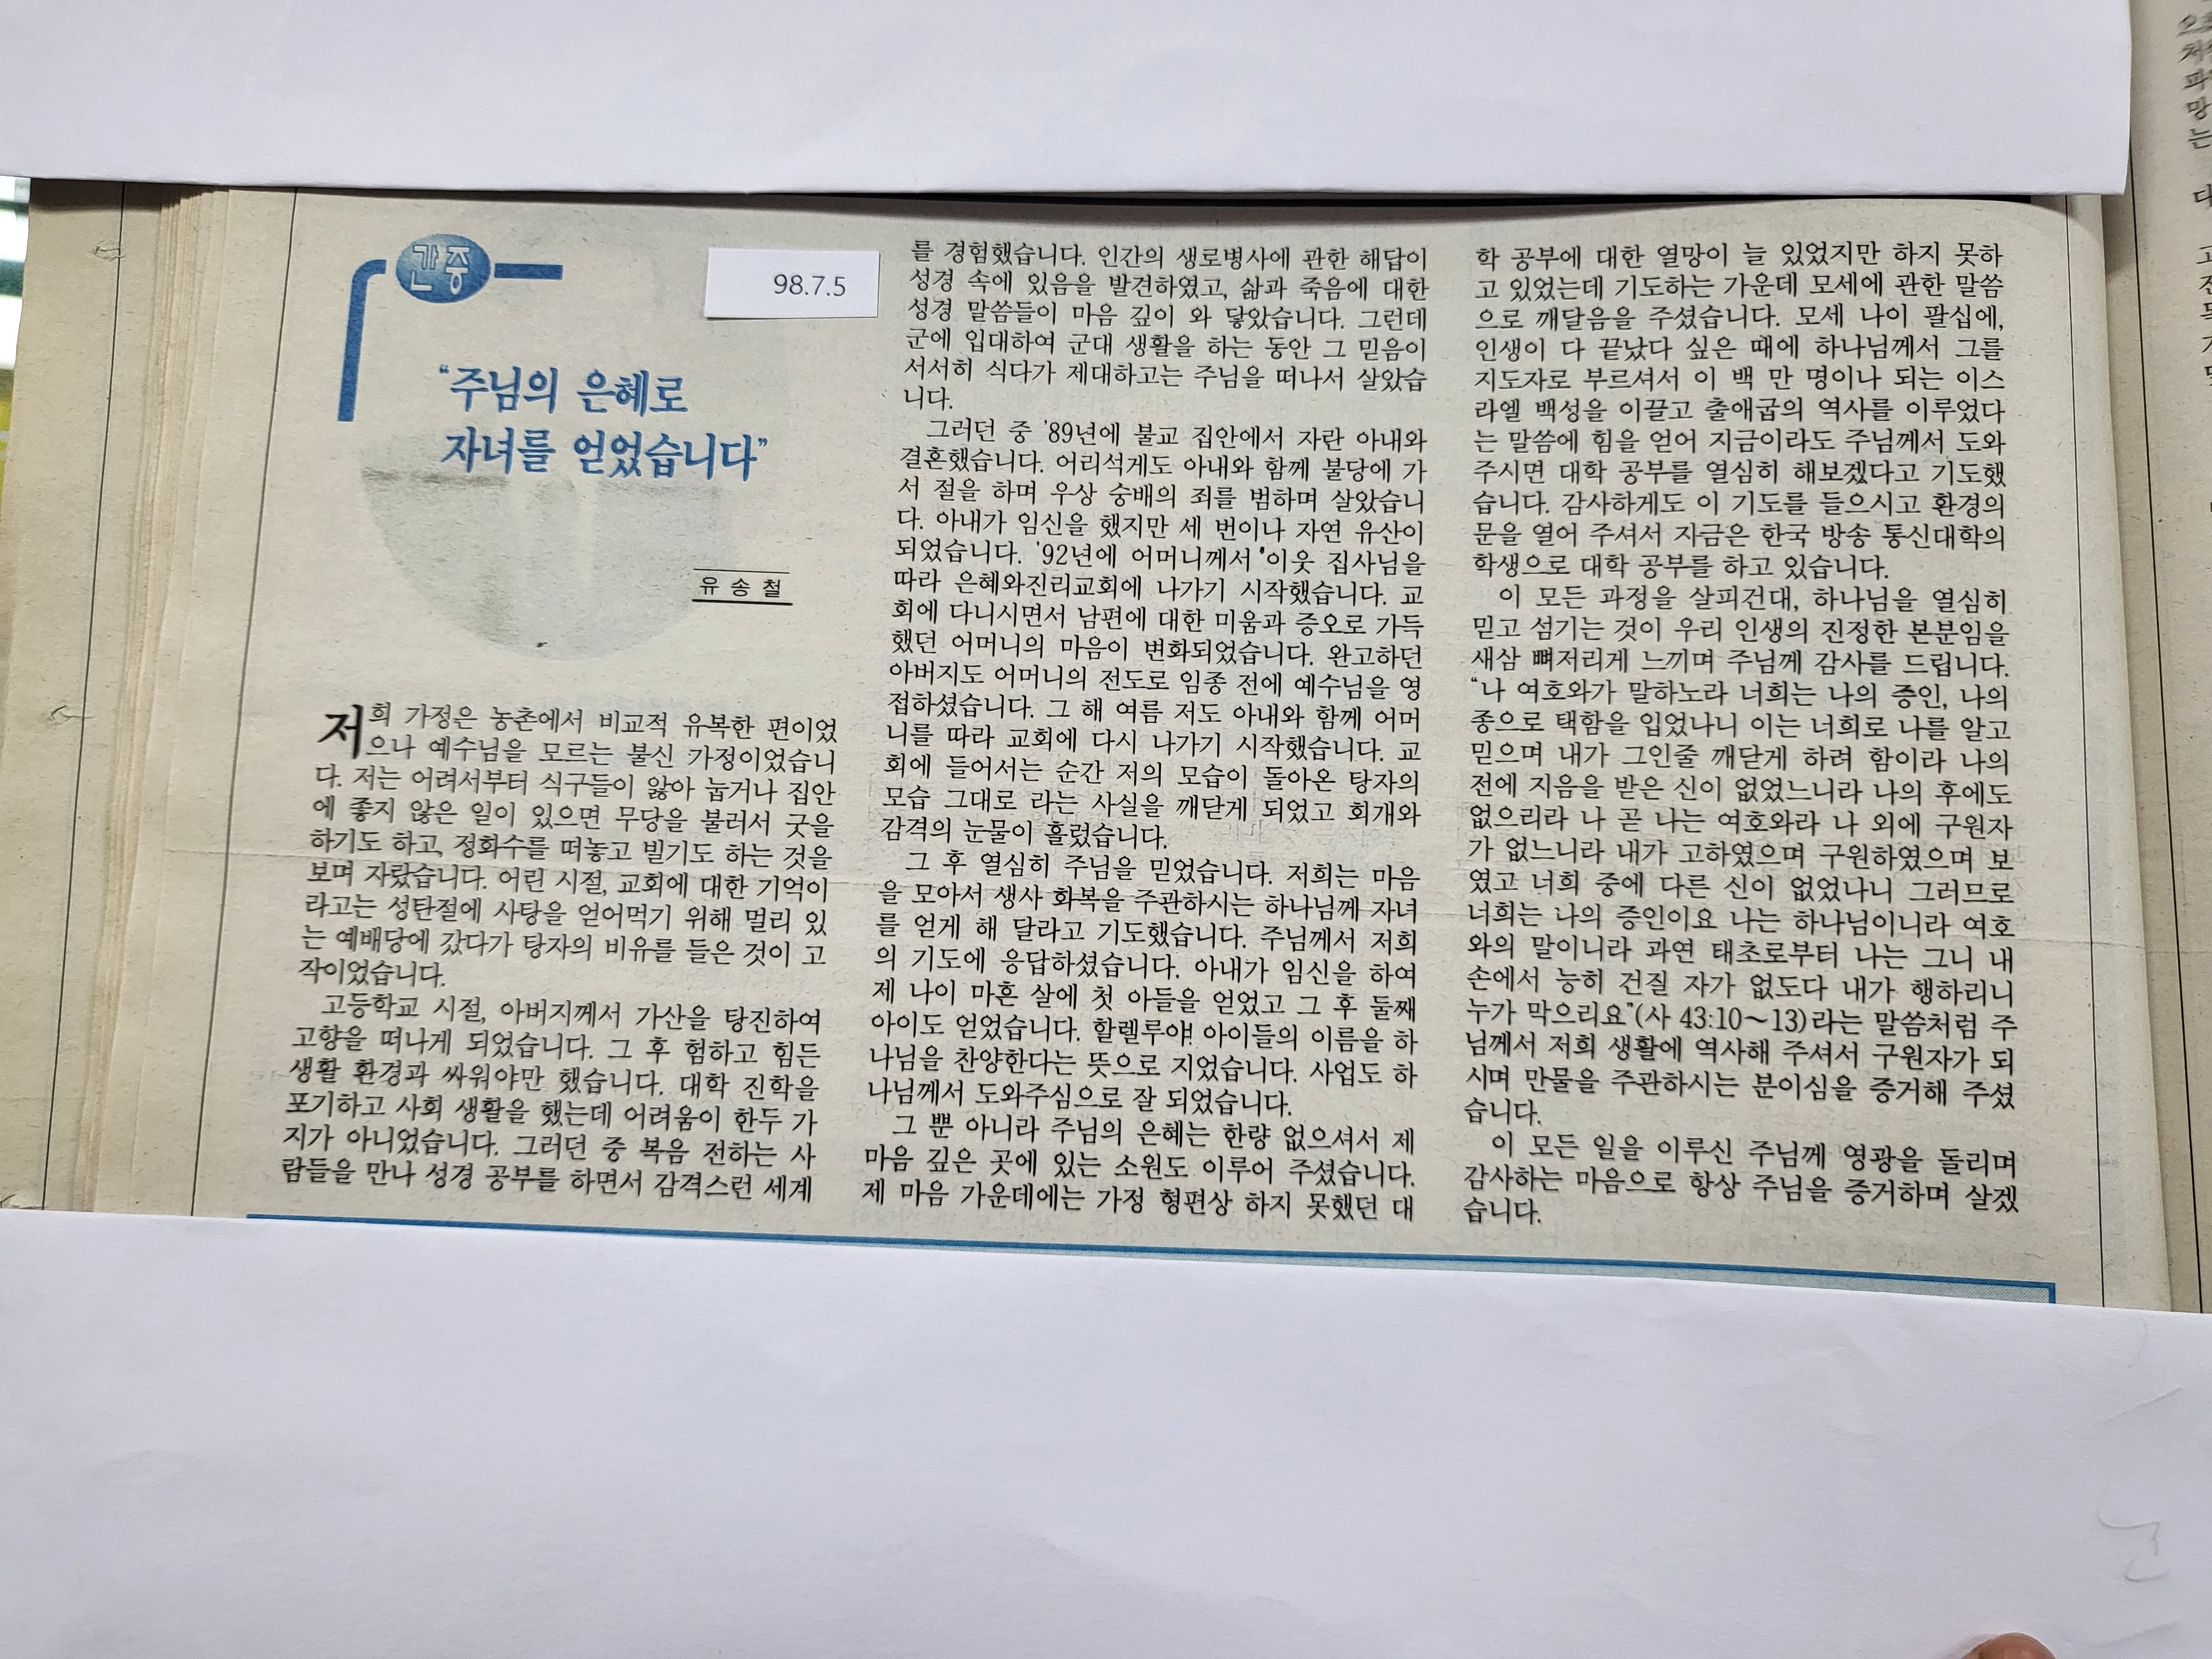 간증
98.7.5
“주님의 은혜로
자녀를 얻었습니다”
유 송 철
저희 가정은 농촌에서 비교적 유복한 편이었
으나 예수님을 모르는 불신 가정이었습니
다. 저는 어려서부터 식구들이 앓아 눕거나 집안
에 좋지 않은 일이 있으면 무당을 불러서 굿을
하기도 하고, 정화수를 떠놓고 빌기도 하는 것을
보며 자랐습니다. 어린 시절, 교회에 대한 기억이
라고는 성탄절에 사탕을 얻어먹기 위해 멀리 있
는 예배당에 갔다가 탕자의 비유를 들은 것이 고
작이었습니다.
고등학교 시절, 아버지께서 가산을 탕진하여
고향을 떠나게 되었습니다. 그 후 험하고 힘든
생활 환경과 싸워야만 했습니다. 대학 진학을
포기하고 사회 생활을 했는데 어려움이 한두 가
지가 아니었습니다. 그러던 중 복음 전하는 사
람들을 만나 성경 공부를 하면서 감격스런 세계
를 경험했습니다. 인간의 생로병사에 관한 해답이
성경 속에 있음을 발견하였고, 삶과 죽음에 대한
성경 말씀들이 마음 깊이 와 닿았습니다. 그런데
군에 입대하여 군대 생활을 하는 동안 그 믿음이
서서히 식다가 제대하고는 주님을 떠나서 살았습
니다.
그러던 중 '89년에 불교 집안에서 자란 아내와
결혼했습니다. 어리석게도 아내와 함께 불당에 가
서 절을 하며 우상 숭배의 죄를 범하며 살았습니
다. 아내가 임신을 했지만 세 번이나 자연 유산이
되었습니다. '92년에 어머니께서 '이웃 집사님을
따라 은혜와진리교회에 나가기 시작했습니다. 교
회에 다니시면서 남편에 대한 미움과 증오로 가득
했던 어머니의 마음이 변화되었습니다. 완고하던
아버지도 어머니의 전도로 임종 전에 예수님을 영
접하셨습니다. 그 해 여름 저도 아내와 함께 어머
니를 따라 교회에 다시 나가기 시작했습니다. 교
회에 들어서는 순간 저의 모습이 돌아온 탕자의
모습 그대로 라는 사실을 깨닫게 되었고 회개와
감격의 눈물이 흘렀습니다.
그 후 열심히 주님을 믿었습니다. 저희는 마음
을 모아서 생사 화복을 주관하시는 하나님께 자녀
를 얻게 해 달라고 기도했습니다. 주님께서 저희
의 기도에 응답하셨습니다. 아내가 임신을 하여
제 나이 마흔 살에 첫 아들을 얻었고 그 후 둘째
아이도 얻었습니다. 할렐루야! 아이들의 이름을 하
나님을 찬양한다는 뜻으로 지었습니다. 사업도 하
나님께서 도와주심으로 잘 되었습니다.
그 뿐 아니라 주님의 은혜는 한량 없으셔서 제
마음 깊은 곳에 있는 소원도 이루어 주셨습니다.
제 마음 가운데에는 가정 형편상 하지 못했던 대
학 공부에 대한 열망이 늘 있었지만 하지 못하
고 있었는데 기도하는 가운데 모세에 관한 말씀
으로 깨달음을 주셨습니다. 모세 나이 팔십에,
인생이 다 끝났다 싶은 때에 하나님께서 그를
지도자로 부르셔서 이 백 만 명이나 되는 이스
라엘 백성을 이끌고 출애굽의 역사를 이루었다
는 말씀에 힘을 얻어 지금이라도 주님께서 도와
주시면 대학 공부를 열심히 해보겠다고 기도했
습니다. 감사하게도 이 기도를 들으시고 환경의
문을 열어 주셔서 지금은 한국 방송 통신대학의
학생으로 대학 공부를 하고 있습니다.
이 모든 과정을 살피건대, 하나님을 열심히
믿고 섬기는 것이 우리 인생의 진정한 본분임을
새삼 뼈저리게 느끼며 주님께 감사를 드립니다.
“나 여호와가 말하노라 너희는 나의 증인, 나의
종으로 택함을 입었나니 이는 너희로 나를 알고
믿으며 내가 그인줄 깨닫게 하려 함이라 나의
전에 지음을 받은 신이 없었느니라 나의 후에도
없으리라 나 곧 나는 여호와라 나 외에 구원자
가 없느니라 내가 고하였으며 구원하였으며 보
였고 너희 중에 다른 신이 없었나니 그러므로
너희는 나의 증인이요 나는 하나님이니라 여호
와의 말이니라 과연 태초로부터 나는 그니 내
손에서 능히 건질 자가 없도다 내가 행하리니
누가 막으리요”(사 43:10～13)라는 말씀처럼 주
님께서 저희 생활에 역사해 주셔서 구원자가 되
시며 만물을 주관하시는 분이심을 증거해 주셨
습니다.
이 모든 일을 이루신 주님께 영광을 돌리며
감사하는 마음으로 항상 주님을 증거하며 살겠
습니다.